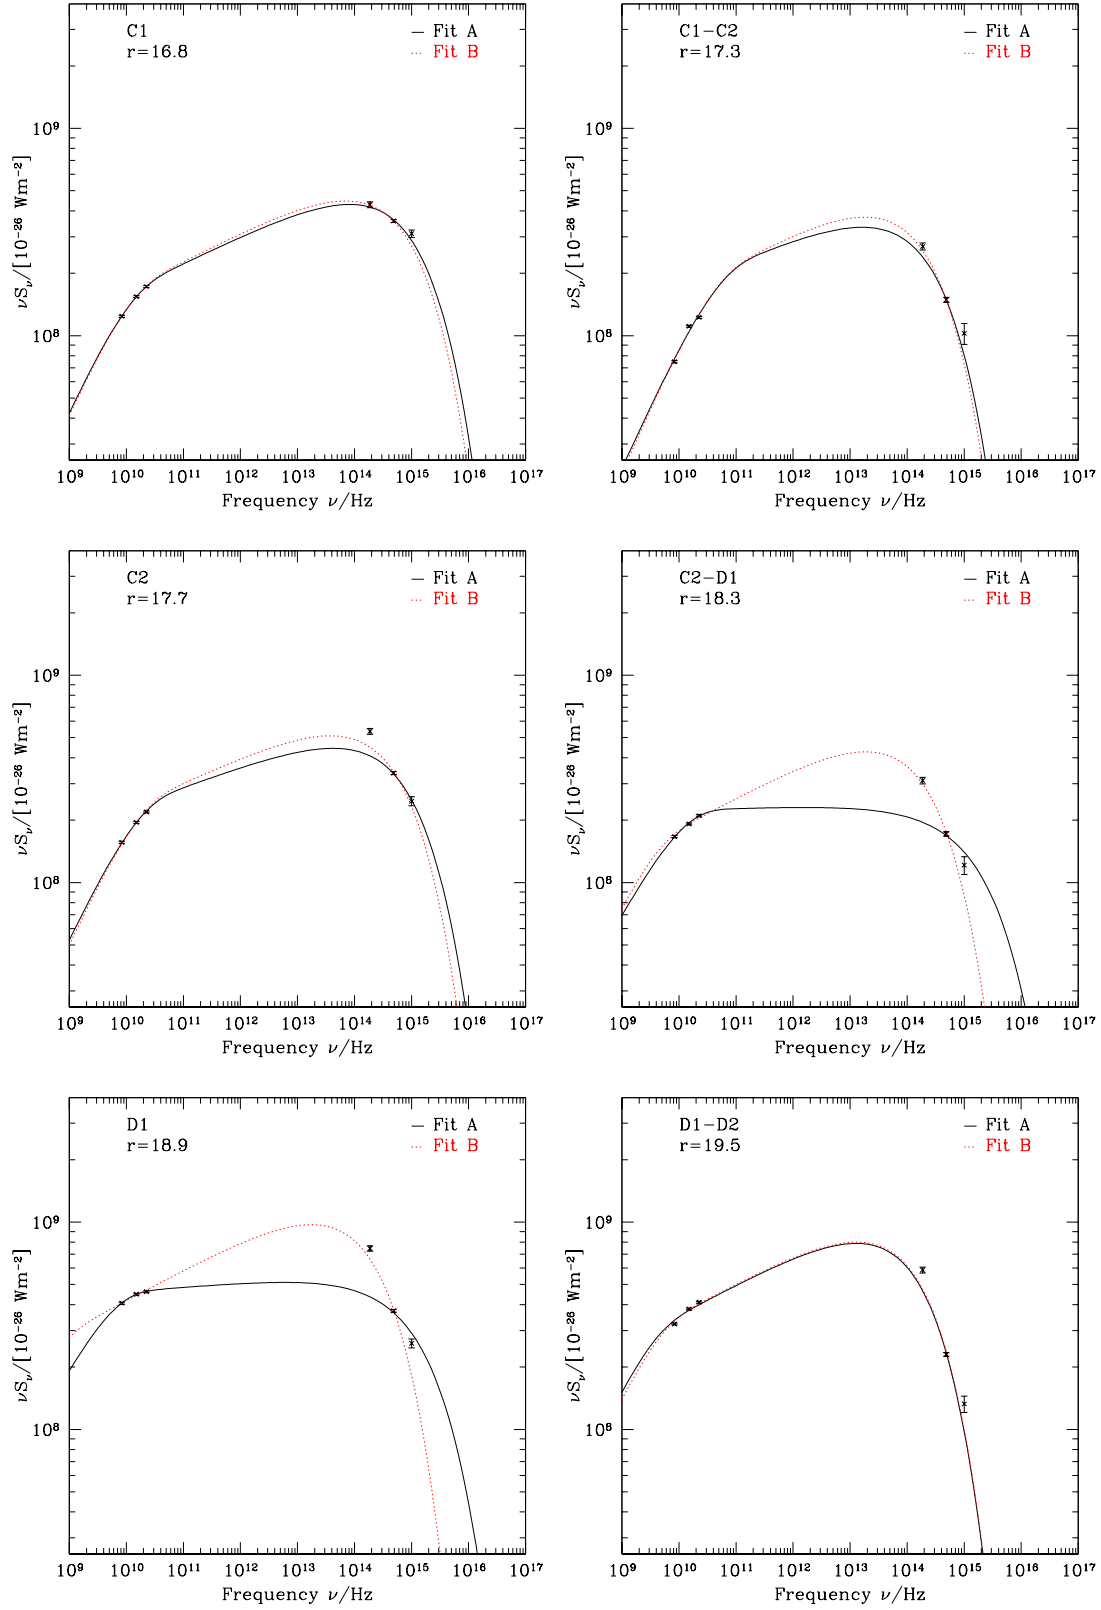 C1
r=16.8
— Fit A
··· Fit B
10⁹
10⁸
νSν/[10⁻²⁶ Wm⁻²]
10⁹ 10¹⁰ 10¹¹ 10¹² 10¹³ 10¹⁴ 10¹⁵ 10¹⁶ 10¹⁷
Frequency ν/Hz
C1−C2
r=17.3
— Fit A
··· Fit B
10⁹
10⁸
νSν/[10⁻²⁶ Wm⁻²]
10⁹ 10¹⁰ 10¹¹ 10¹² 10¹³ 10¹⁴ 10¹⁵ 10¹⁶ 10¹⁷
Frequency ν/Hz
C2
r=17.7
— Fit A
··· Fit B
10⁹
10⁸
νSν/[10⁻²⁶ Wm⁻²]
10⁹ 10¹⁰ 10¹¹ 10¹² 10¹³ 10¹⁴ 10¹⁵ 10¹⁶ 10¹⁷
Frequency ν/Hz
C2−D1
r=18.3
— Fit A
··· Fit B
10⁹
10⁸
νSν/[10⁻²⁶ Wm⁻²]
10⁹ 10¹⁰ 10¹¹ 10¹² 10¹³ 10¹⁴ 10¹⁵ 10¹⁶ 10¹⁷
Frequency ν/Hz
D1
r=18.9
— Fit A
··· Fit B
10⁹
10⁸
νSν/[10⁻²⁶ Wm⁻²]
10⁹ 10¹⁰ 10¹¹ 10¹² 10¹³ 10¹⁴ 10¹⁵ 10¹⁶ 10¹⁷
Frequency ν/Hz
D1−D2
r=19.5
— Fit A
··· Fit B
10⁹
10⁸
νSν/[10⁻²⁶ Wm⁻²]
10⁹ 10¹⁰ 10¹¹ 10¹² 10¹³ 10¹⁴ 10¹⁵ 10¹⁶ 10¹⁷
Frequency ν/Hz